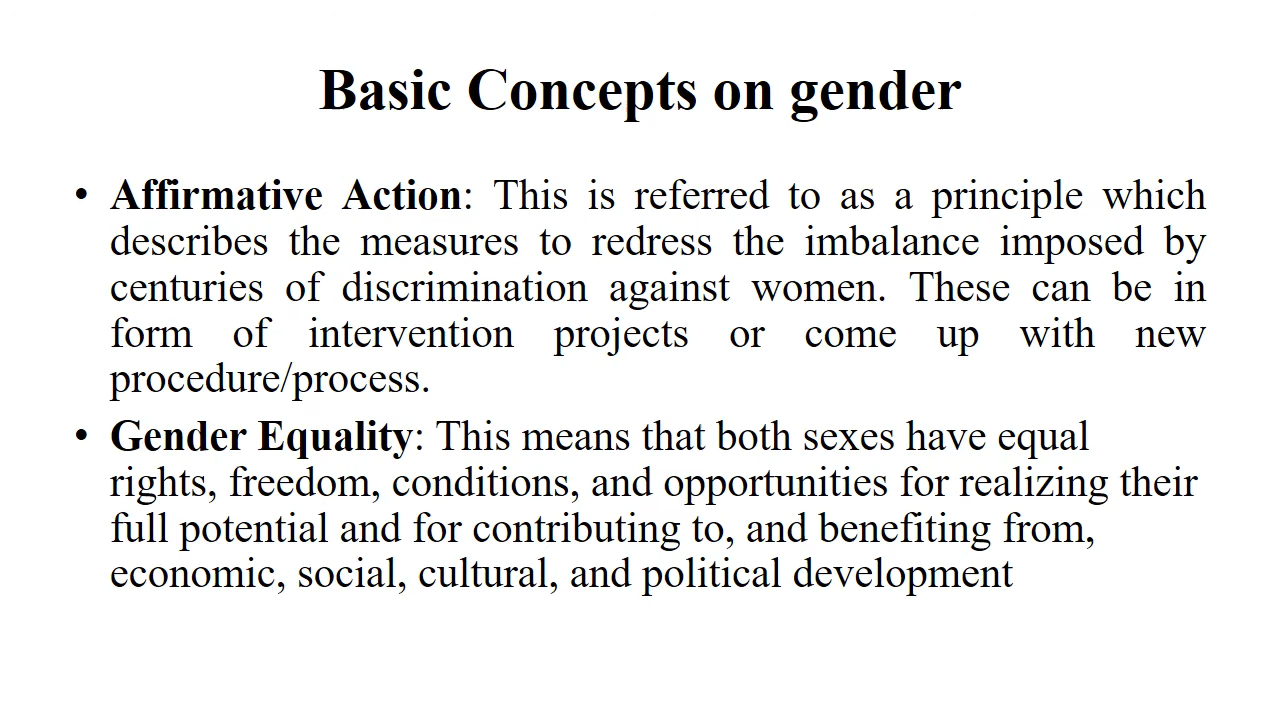 Basic Concepts on gender
• Affirmative Action: This is referred to as a principle which
describes the measures to redress the imbalance imposed by
centuries of discrimination against women. These can be in
form of intervention projects or come up with new
procedure/process.
• Gender Equality: This means that both sexes have equal
rights, freedom, conditions, and opportunities for realizing their
full potential and for contributing to, and benefiting from,
economic, social, cultural, and political development